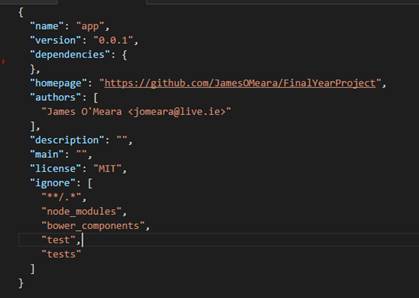 {
"name": "app",
"version": "0.0.1",
"dependencies": {
},
"homepage": "https://github.com/JamesOMeara/FinalYearProject",
"authors": [
"James O'Meara <jomeara@live.ie>"
],
"description": "",
"main": "",
"license": "MIT",
"ignore": [
"**/.*",
"node_modules",
"bower_components",
"test",
"tests"
]
}